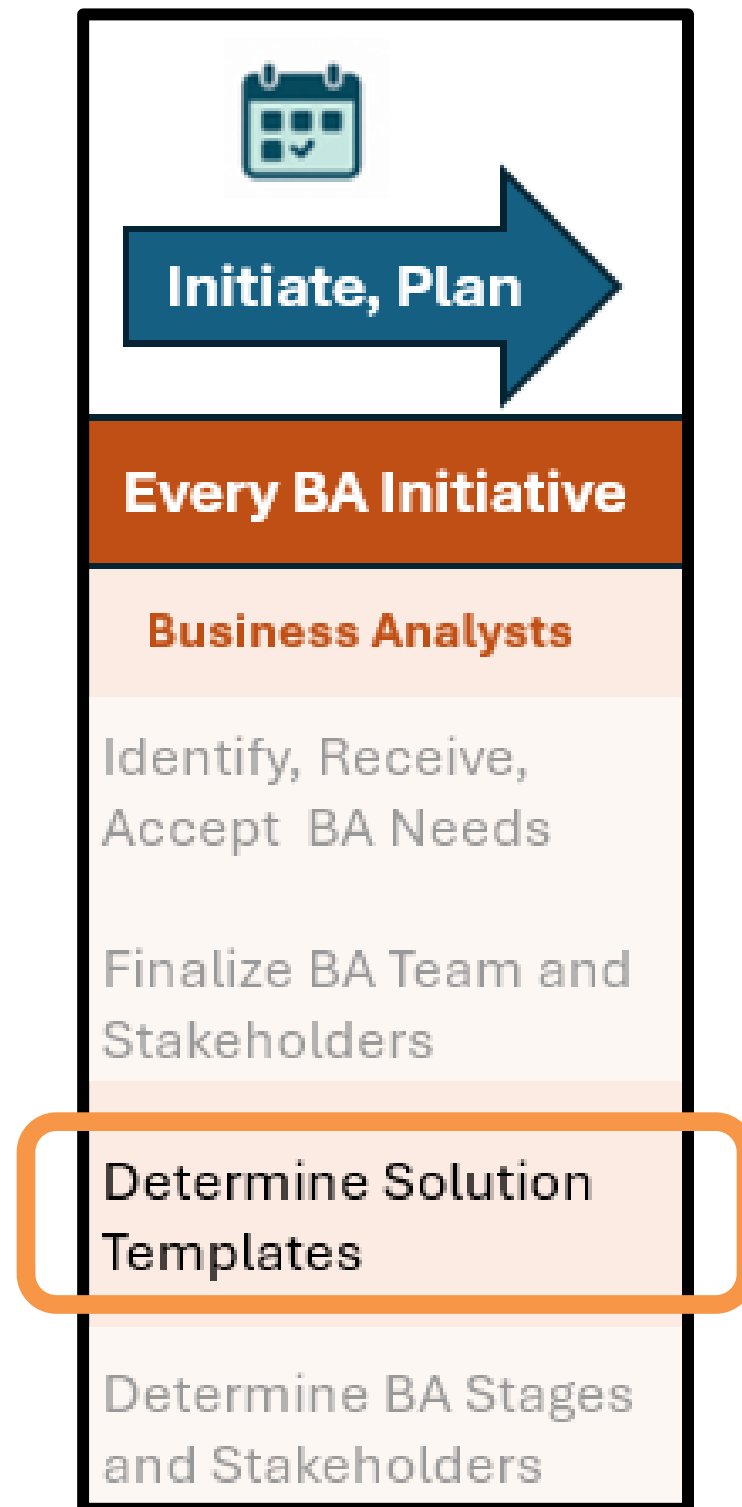 Initiate, Plan
Every BA Initiative
Business Analysts
Identify, Receive,
Accept BA Needs
Finalize BA Team and
Stakeholders
Determine Solution
Templates
Determine BA Stages
and Stakeholders